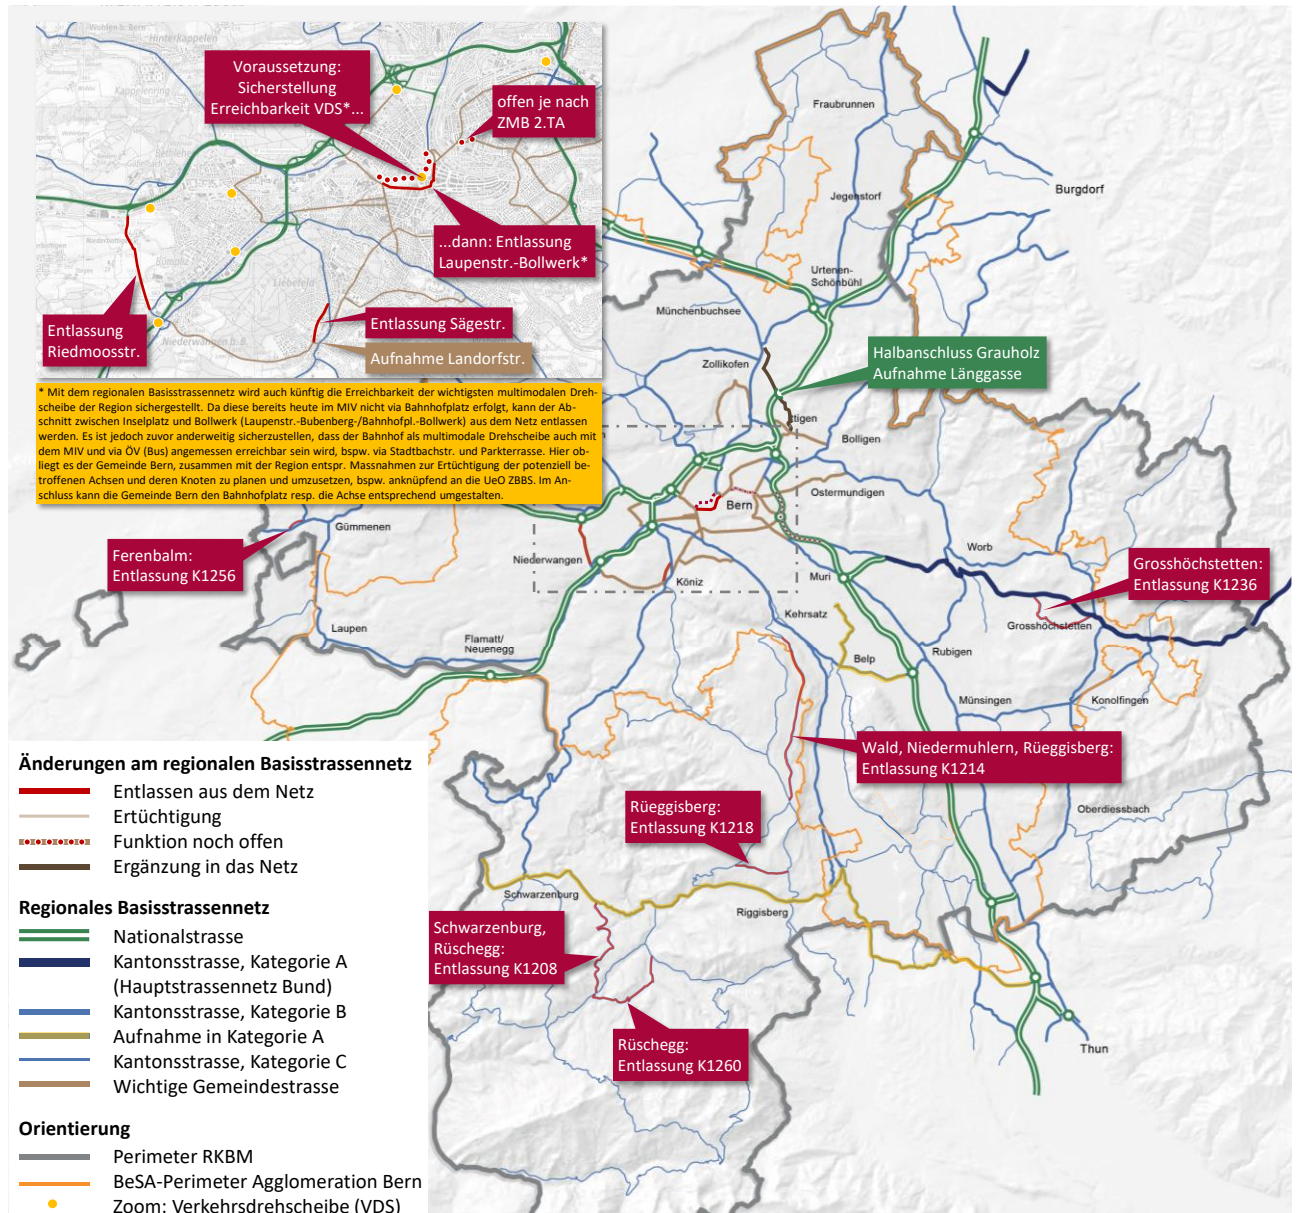 Voraussetzung:
Sicherstellung
Erreichbarkeit VDS*...
offen je nach
ZMB 2.TA
...dann: Entlassung
Laupenstr.-Bollwerk*
Entlassung
Riedmoosstr.
Entlassung Sägestr.
Aufnahme Landorfstr.
Hinterkappelen
Kappelenring
Bethlehem
Bümpliz
Liebefeld
Niederwangen b. B.
* Mit dem regionalen Basisstrassennetz wird auch künftig die Erreichbarkeit der wichtigsten multimodalen Dreh-
scheibe der Region sichergestellt. Da diese bereits heute im MIV nicht via Bahnhofplatz erfolgt, kann der Ab-
schnitt zwischen Inselplatz und Bollwerk (Laupenstr.-Bubenberg-/Bahnhofpl.-Bollwerk) aus dem Netz entlassen
werden. Es ist jedoch zuvor anderweitig sicherzustellen, dass der Bahnhof als multimodale Drehscheibe auch mit
dem MIV und via ÖV (Bus) angemessen erreichbar sein wird, bspw. via Stadtbachstr. und Parkterrasse. Hier ob-
liegt es der Gemeinde Bern, zusammen mit der Region entspr. Massnahmen zur Ertüchtigung der potenziell be-
troffenen Achsen und deren Knoten zu planen und umzusetzen, bspw. anknüpfend an die UeO ZBBS. Im An-
schluss kann die Gemeinde Bern den Bahnhofplatz resp. die Achse entsprechend umgestalten.
Fraubrunnen
Burgdorf
Jegenstorf
Urtenen-
Schönbühl
Münchenbuchsee
Zollikofen
Halbanschluss Grauholz
Aufnahme Länggasse
ttigen
Bolligen
Ostermundigen
Bern
Gümmenen
Ferenbalm:
Entlassung K1256
Niederwangen
Köniz
Muri
Worb
Grosshöchstetten:
Entlassung K1236
Grosshöchstetten
Kehrsatz
Laupen
Flamatt/
Neuenegg
Belp
Rubigen
Münsingen
Konolfingen
Wald, Niedermuhlern, Rüeggisberg:
Entlassung K1214
Rüeggisberg:
Entlassung K1218
Oberdiessbach
Schwarzenburg
Riggisberg
Schwarzenburg,
Rüschegg:
Entlassung K1208
Rüschegg:
Entlassung K1260
Thun
Änderungen am regionalen Basisstrassennetz
Entlassen aus dem Netz
Ertüchtigung
Funktion noch offen
Ergänzung in das Netz
Regionales Basisstrassennetz
Nationalstrasse
Kantonsstrasse, Kategorie A
(Hauptstrassennetz Bund)
Kantonsstrasse, Kategorie B
Aufnahme in Kategorie A
Kantonsstrasse, Kategorie C
Wichtige Gemeindestrasse
Orientierung
Perimeter RKBM
BeSA-Perimeter Agglomeration Bern
Zoom: Verkehrsdrehscheibe (VDS)